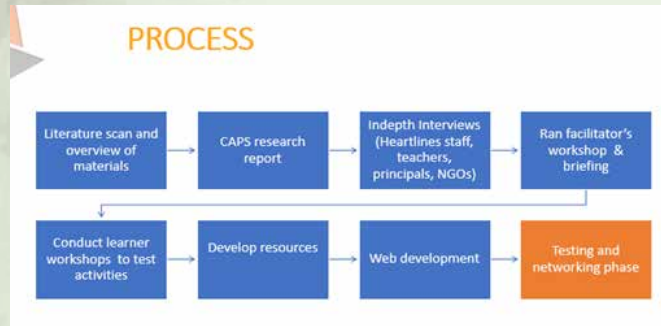 PROCESS
Literature scan and
overview of
materials
CAPS research
report
Indepth Interviews
(Heartlines staff,
teachers,
principals, NGOs)
Ran facilitator's
workshop &
briefing
Conduct learner
workshops to test
activities
Develop resources
Web development
Testing and
networking phase